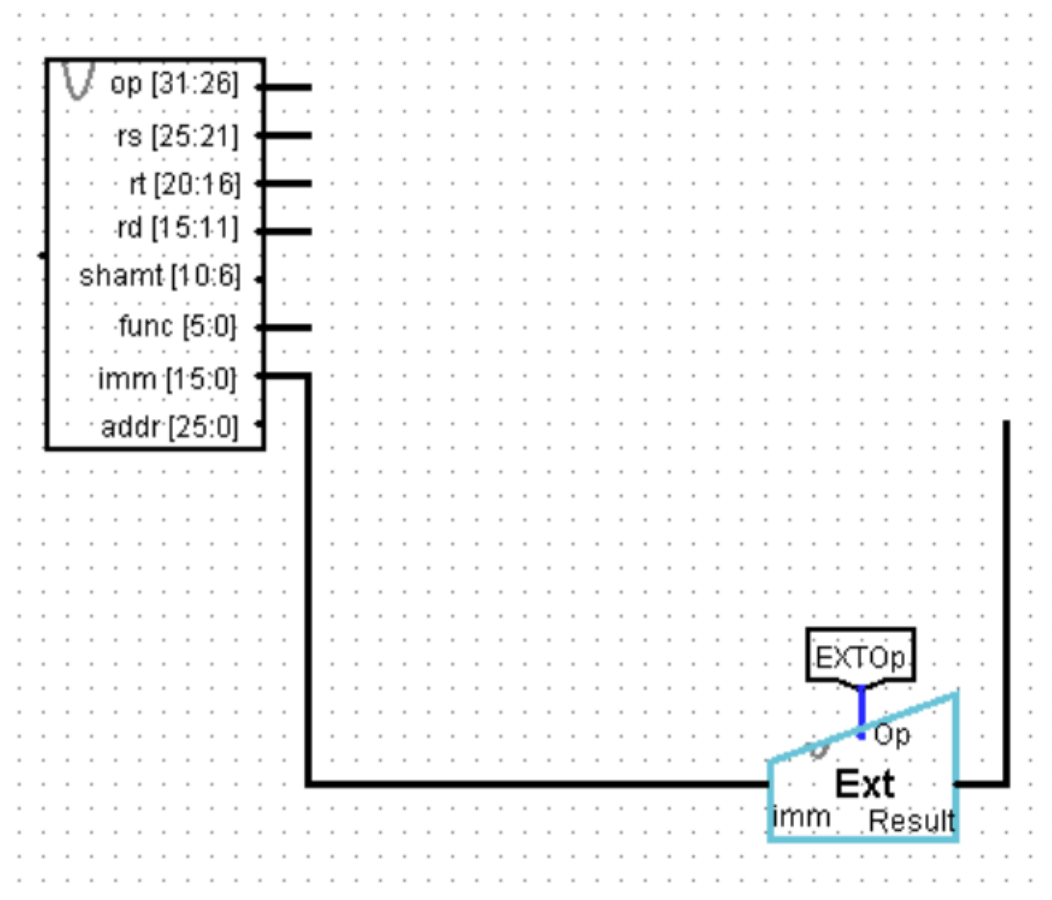 op [31:26]
rs [25:21]
rt [20:16]
rd [15:11]
shamt [10:6]
func [5:0]
imm [15:0]
addr [25:0]
EXTOp
Op
Ext
imm
Result